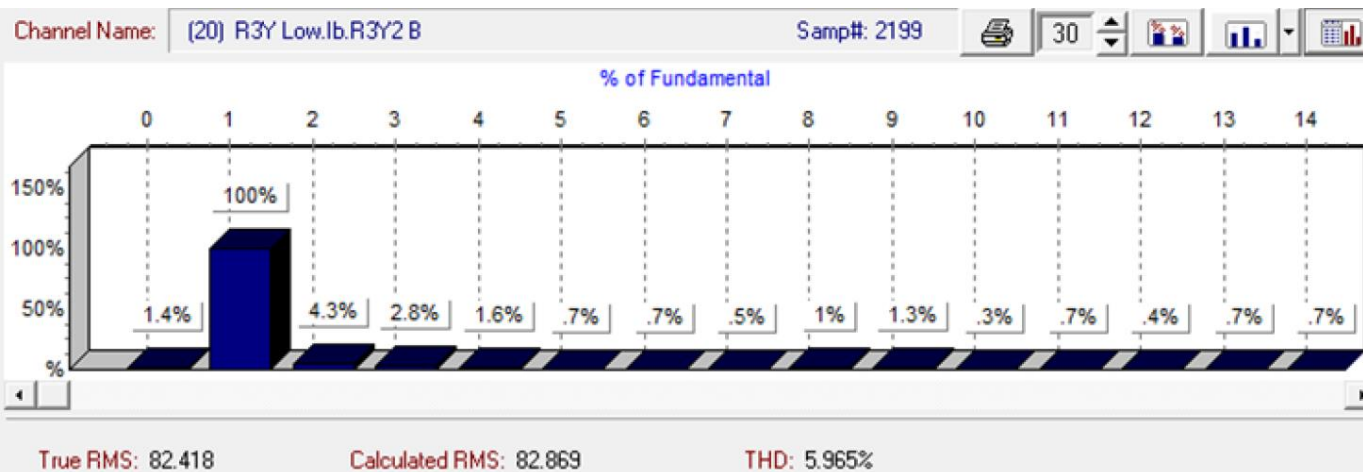 Channel Name: (20) R3Y Low.Ib.R3Y2 B Samp#: 2199 30
% of Fundamental
0 1 2 3 4 5 6 7 8 9 10 11 12 13 14
150%
100%
100%
50%
1.4% 4.3% 2.8% 1.6% .7% .7% .5% 1% 1.3% .3% .7% .4% .7% .7%
%
True RMS: 82.418 Calculated RMS: 82.869 THD: 5.965%